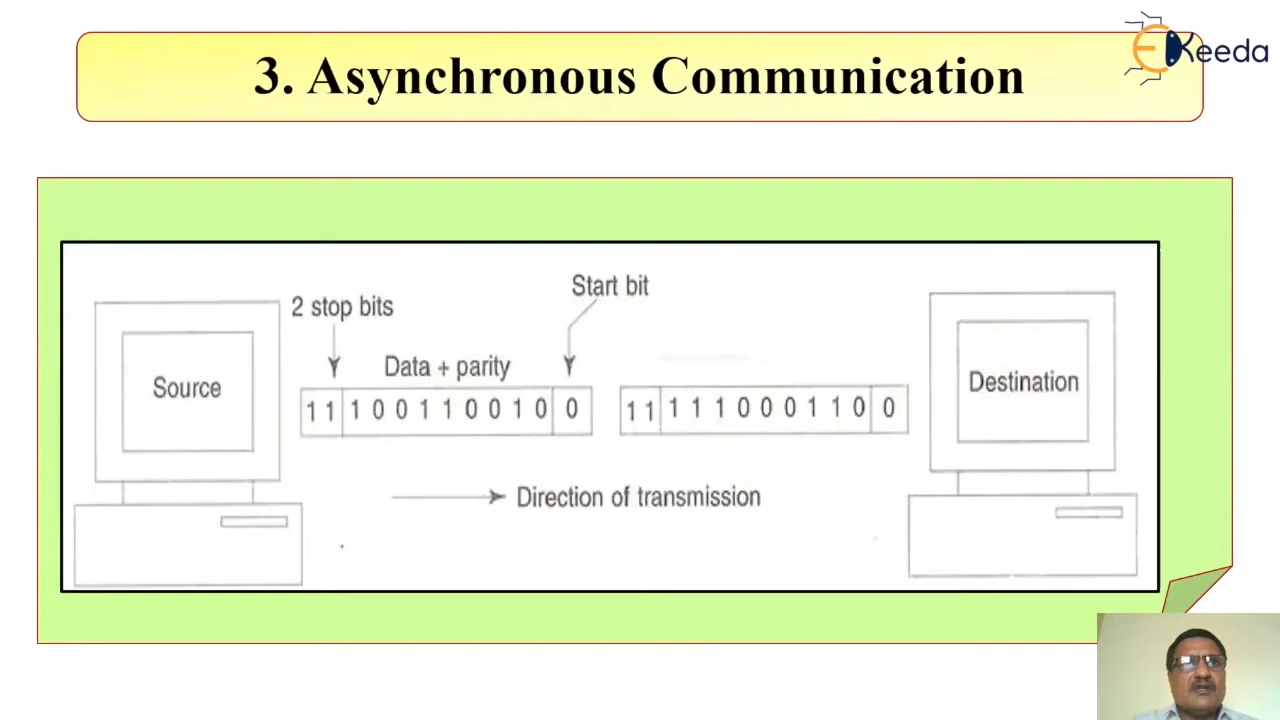 3. Asynchronous Communication
EKeeda
Start bit
2 stop bits
Data + parity
Source
Destination
11 1 0 0 1 1 0 0 1 0 0
11 1 1 1 0 0 0 1 1 0 0
Direction of transmission